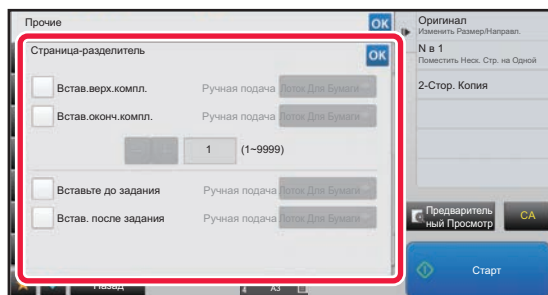 Прочие
OK
Страница-разделитель
OK
Встав.верх.компл.
Ручная подача
Лоток Для Бумаги
Встав.оконч.компл.
Ручная подача
Лоток Для Бумаги
1
(1~9999)
Вставьте до задания
Ручная подача
Лоток Для Бумаги
Встав. после задания
Ручная подача
Лоток Для Бумаги
Назад
A3
Оригинал
Изменить Размер/Направл.
N в 1
Поместить Неск. Стр. на Одной
2-Стор. Копия
Предваритель
ный Просмотр
CA
Старт